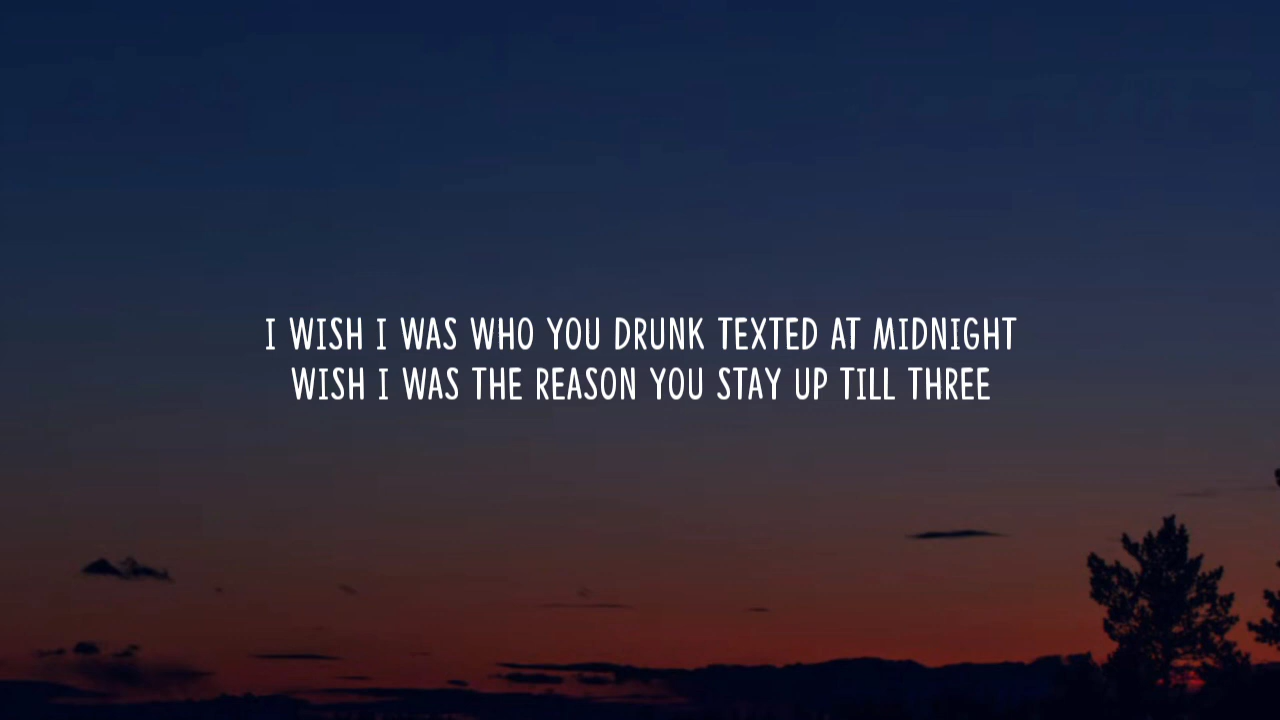 I WISH I WAS WHO YOU DRUNK TEXTED AT MIDNIGHT
WISH I WAS THE REASON YOU STAY UP TILL THREE